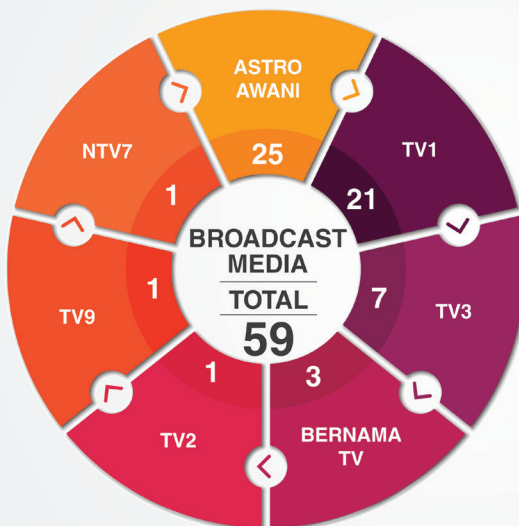 ASTRO
AWANI
25
TV1
21
TV3
7
BERNAMA
TV
3
TV2
1
TV9
1
NTV7
1
BROADCAST
MEDIA
TOTAL
59